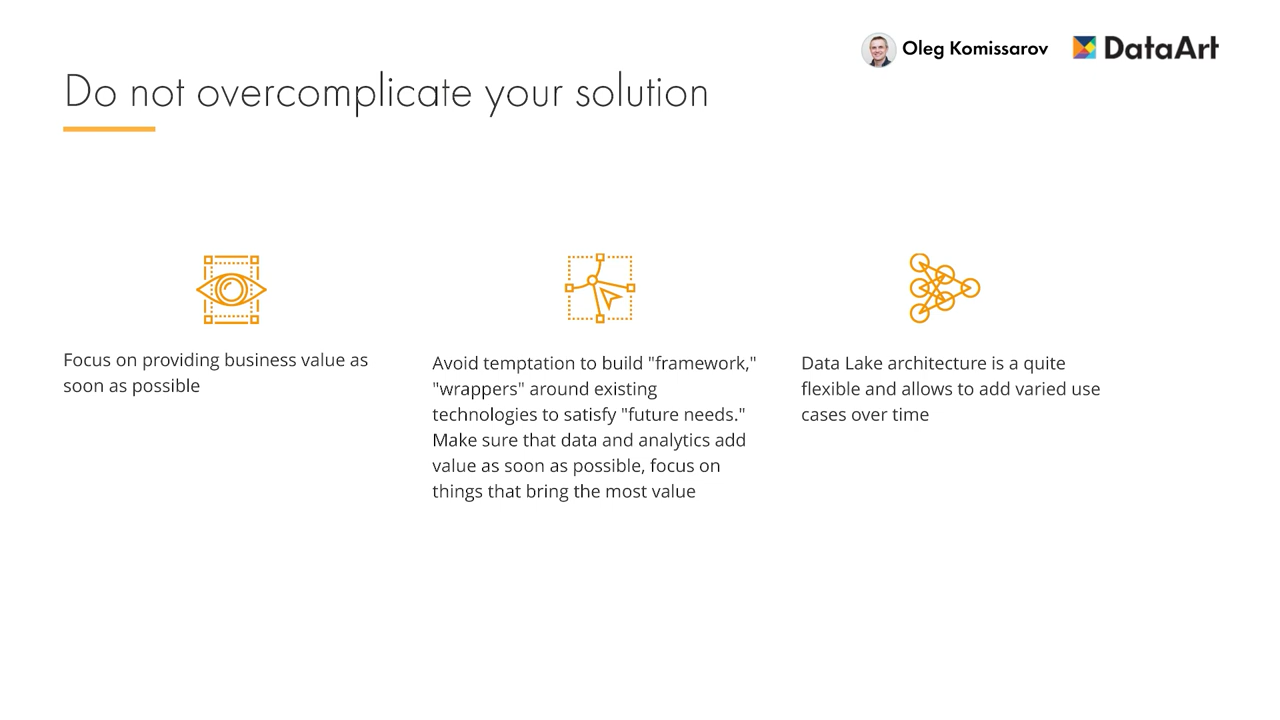 Oleg Komissarov
DataArt
Do not overcomplicate your solution
Focus on providing business value as
soon as possible
Avoid temptation to build "framework,"
"wrappers" around existing
technologies to satisfy "future needs."
Make sure that data and analytics add
value as soon as possible, focus on
things that bring the most value
Data Lake architecture is a quite
flexible and allows to add varied use
cases over time